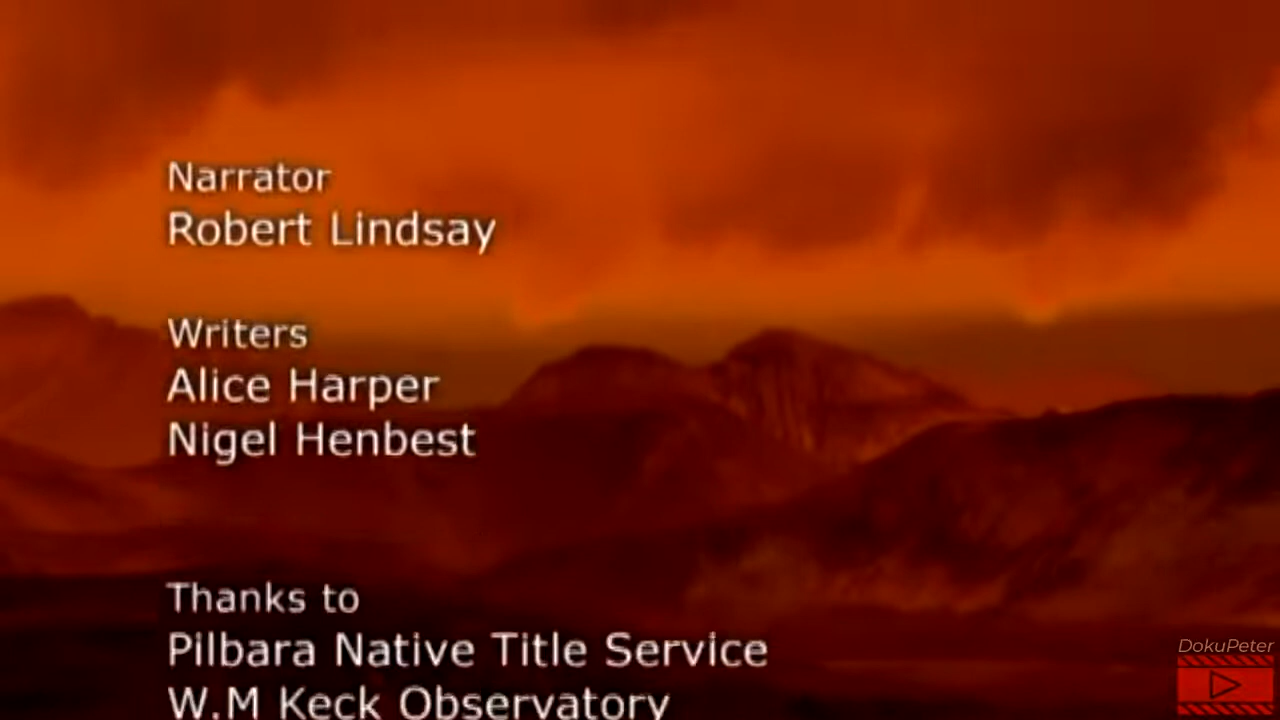 Narrator
Robert Lindsay
Writers
Alice Harper
Nigel Henbest
Thanks to
Pilbara Native Title Service
W.M Keck Observatory
DokuPeter